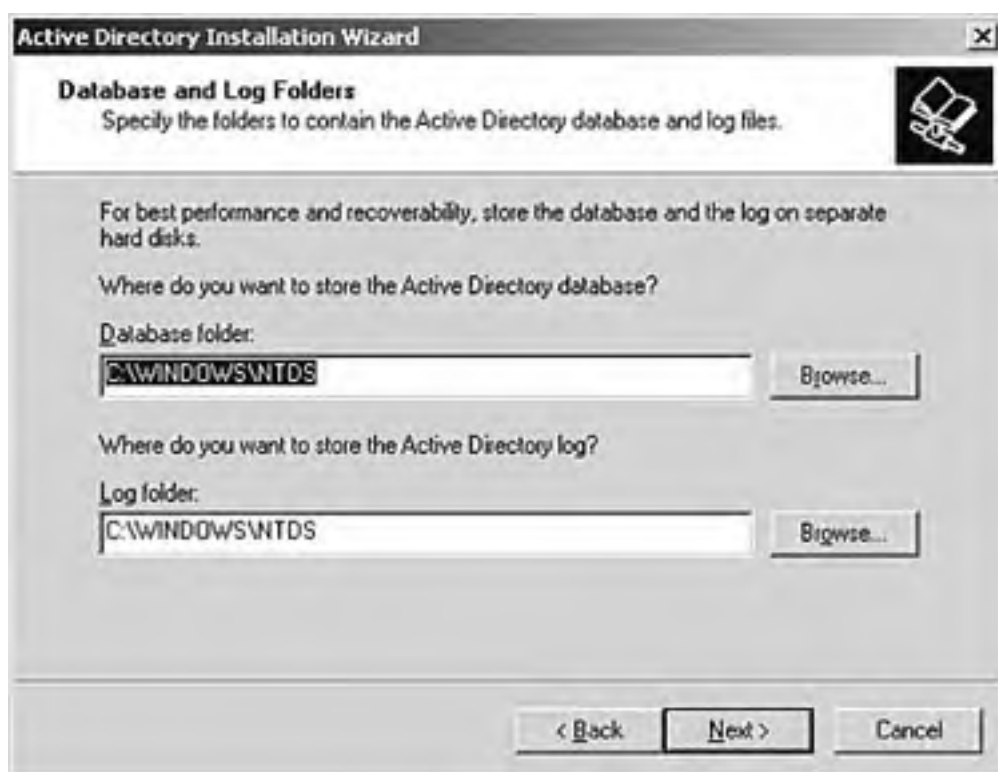 Active Directory Installation Wizard
Database and Log Folders
Specify the folders to contain the Active Directory database and log files.
For best performance and recoverability, store the database and the log on separate
hard disks.
Where do you want to store the Active Directory database?
Database folder:
C:\WINDOWS\NTDS
Browse...
Where do you want to store the Active Directory log?
Log folder:
C:\WINDOWS\NTDS
Browse...
< Back
Next >
Cancel